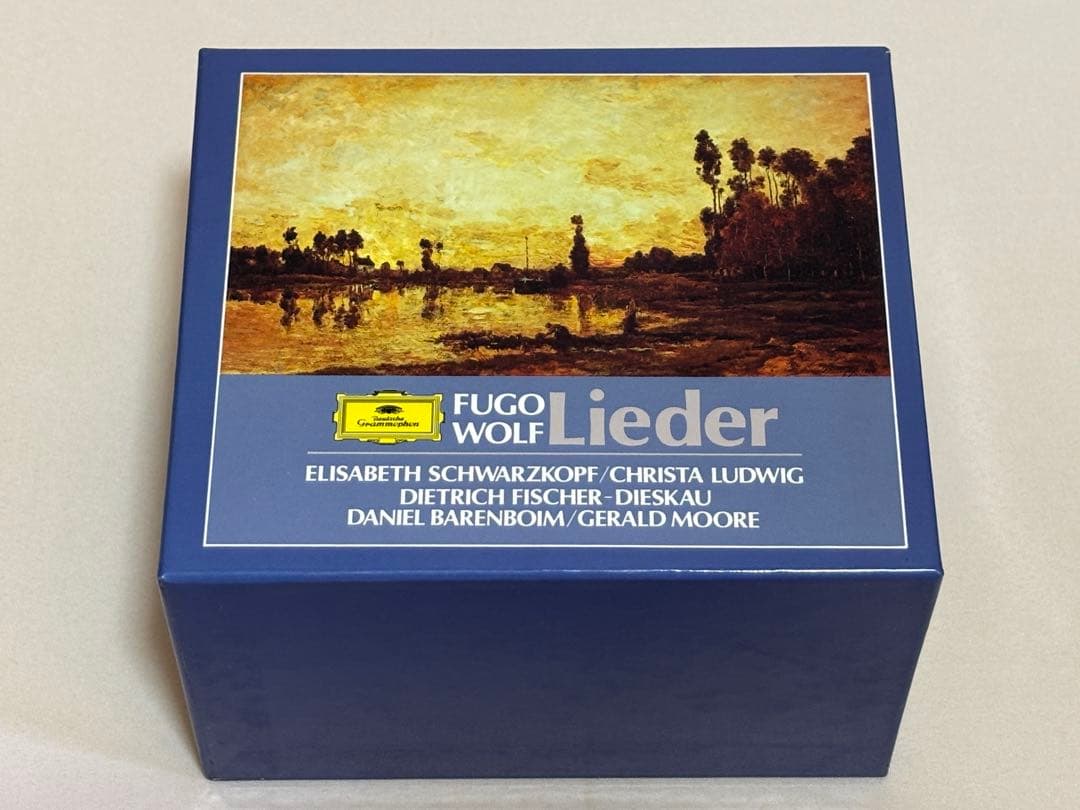 Deutsche
Grammophon
FUGO
WOLF
Lieder
ELISABETH SCHWARZKOPF/CHRISTA LUDWIG
DIETRICH FISCHER-DIESKAU
DANIEL BARENBOIM/GERALD MOORE